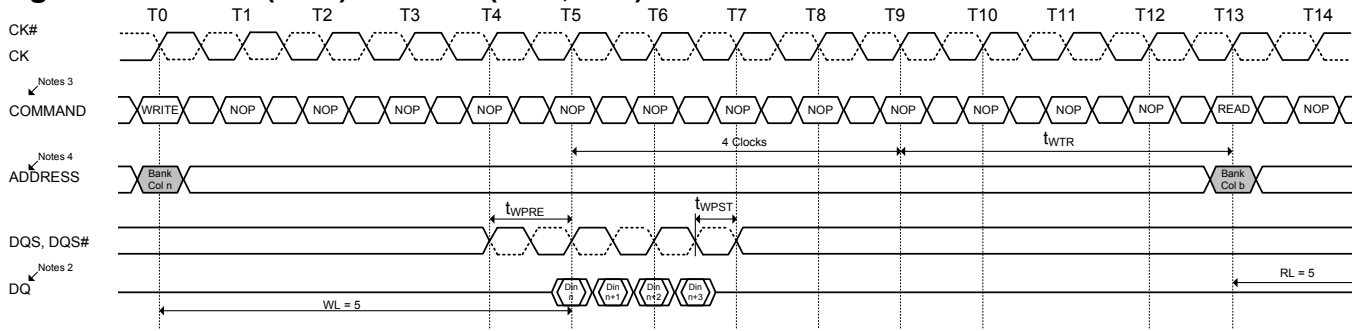 T0 T1 T2 T3 T4 T5 T6 T7 T8 T9 T10 T11 T12 T13 T14
CK#
CK
Notes 3
COMMAND WRITE NOP NOP NOP NOP NOP NOP NOP NOP NOP NOP NOP NOP READ NOP
4 Clocks tWTR
Notes 4
ADDRESS Bank Col n Bank Col b
tWPRE tWPST
DQS, DQS#
Notes 2
DQ Din n Din n+1 Din n+2 Din n+3
WL = 5 RL = 5